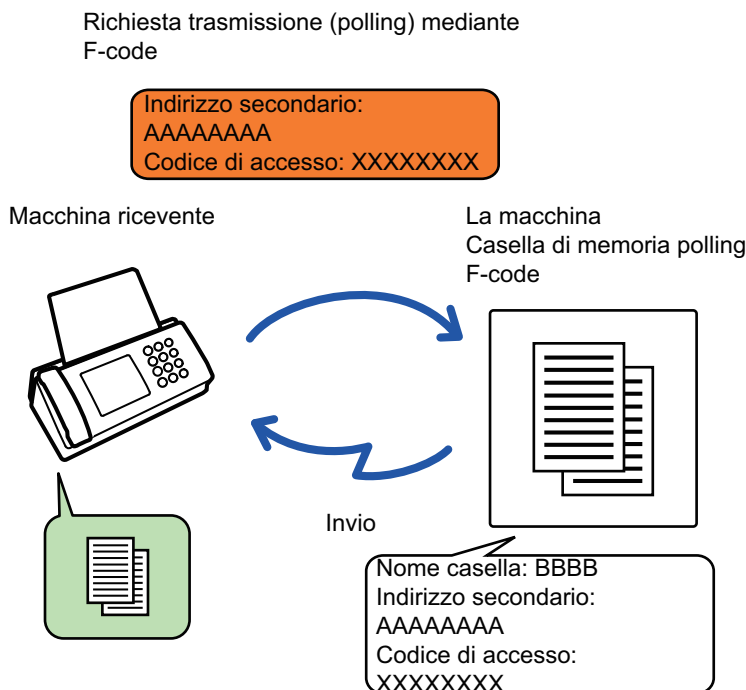 Richiesta trasmissione (polling) mediante
F-code
Indirizzo secondario:
AAAAAAAA
Codice di accesso: XXXXXXXX
Macchina ricevente
La macchina
Casella di memoria polling
F-code
Invio
Nome casella: BBBB
Indirizzo secondario:
AAAAAAAA
Codice di accesso:
XXXXXXXX